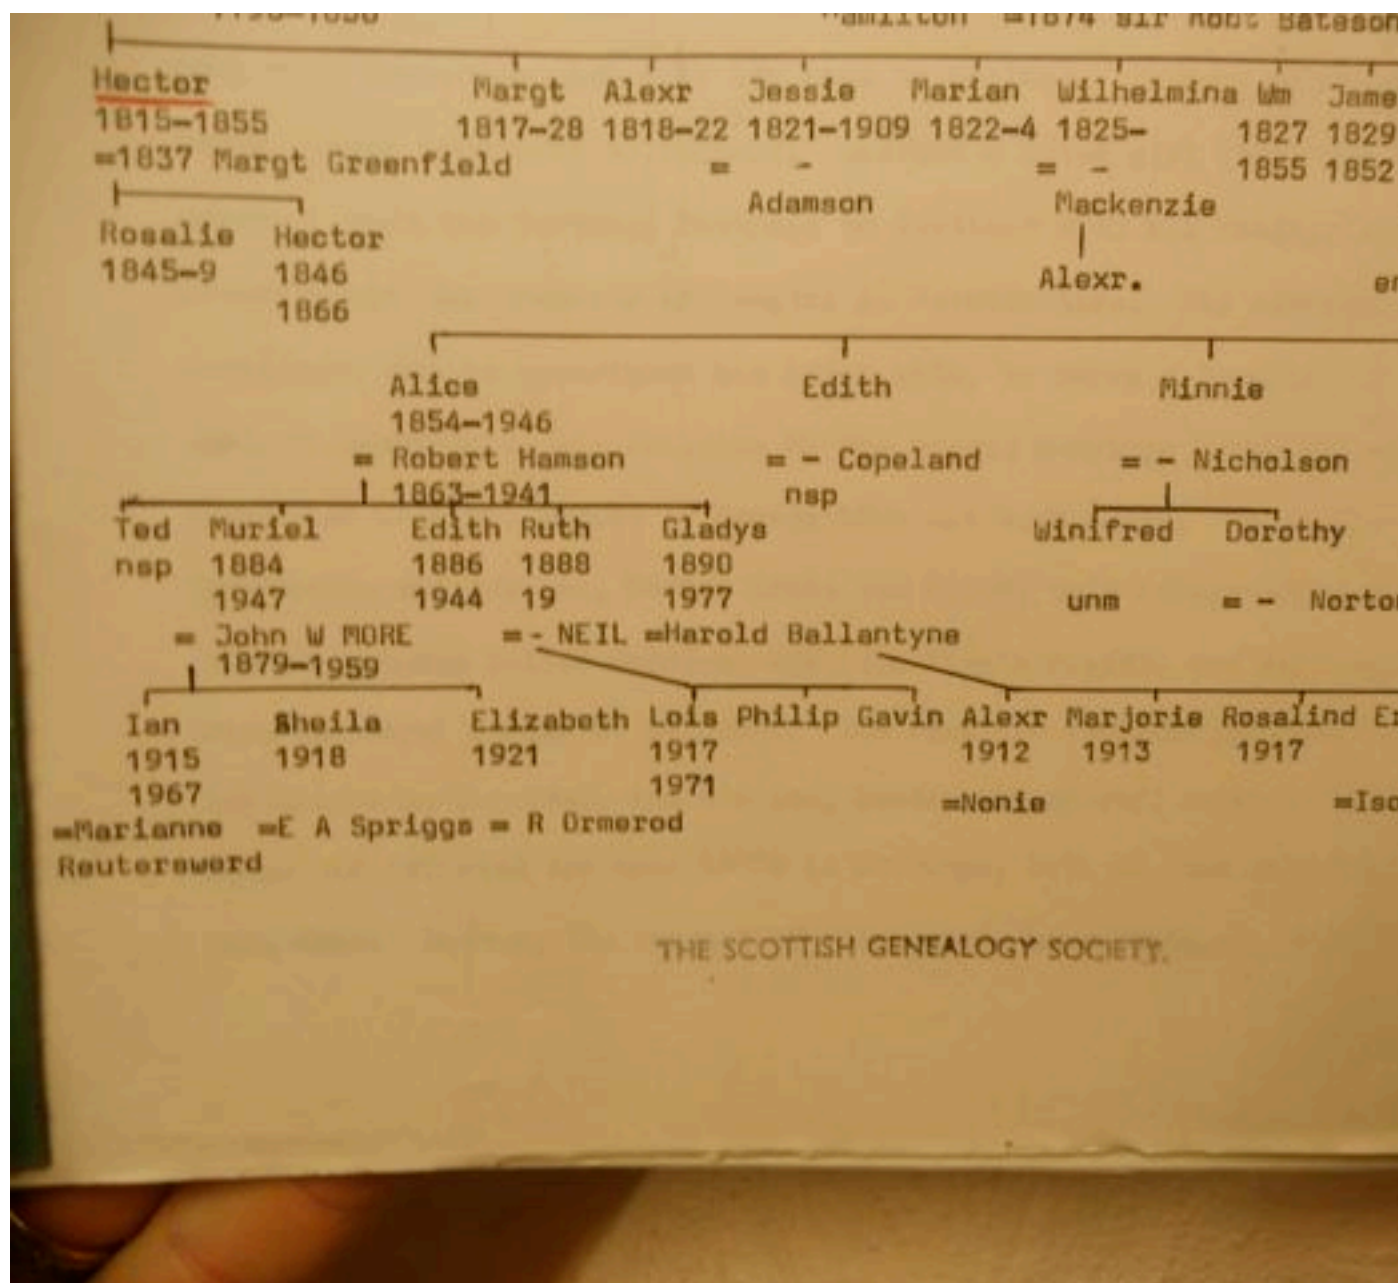 Hamilton =1874 Sir Robt Bateson
Hector Margt Alexr Jessie Marian Wilhelmina Wm Jame
1815-1855 1817-28 1818-22 1821-1909 1822-4 1825- 1827 1829
=1837 Margt Greenfield = - = - 1855 1852
Adamson Mackenzie
Rosalie Hector
1845-9 1846 Alexr.
1866
Alice Edith Minnie
1854-1946
= Robert Hamson = - Copeland = - Nicholson
1863-1941 nsp
Ted Muriel Edith Ruth Gladys Winifred Dorothy
nsp 1884 1886 1888 1890
1947 1944 19 1977 unm = - Norto
= John W MORE = - NEIL =Harold Ballantyne
1879-1959
Ian Sheila Elizabeth Lois Philip Gavin Alexr Marjorie Rosalind
1915 1918 1921 1917 1912 1913 1917
1967 1971 =Nonie =Iso
=Marianne =E A Spriggs = R Ormerod
Reuterswerd
THE SCOTTISH GENEALOGY SOCIETY.